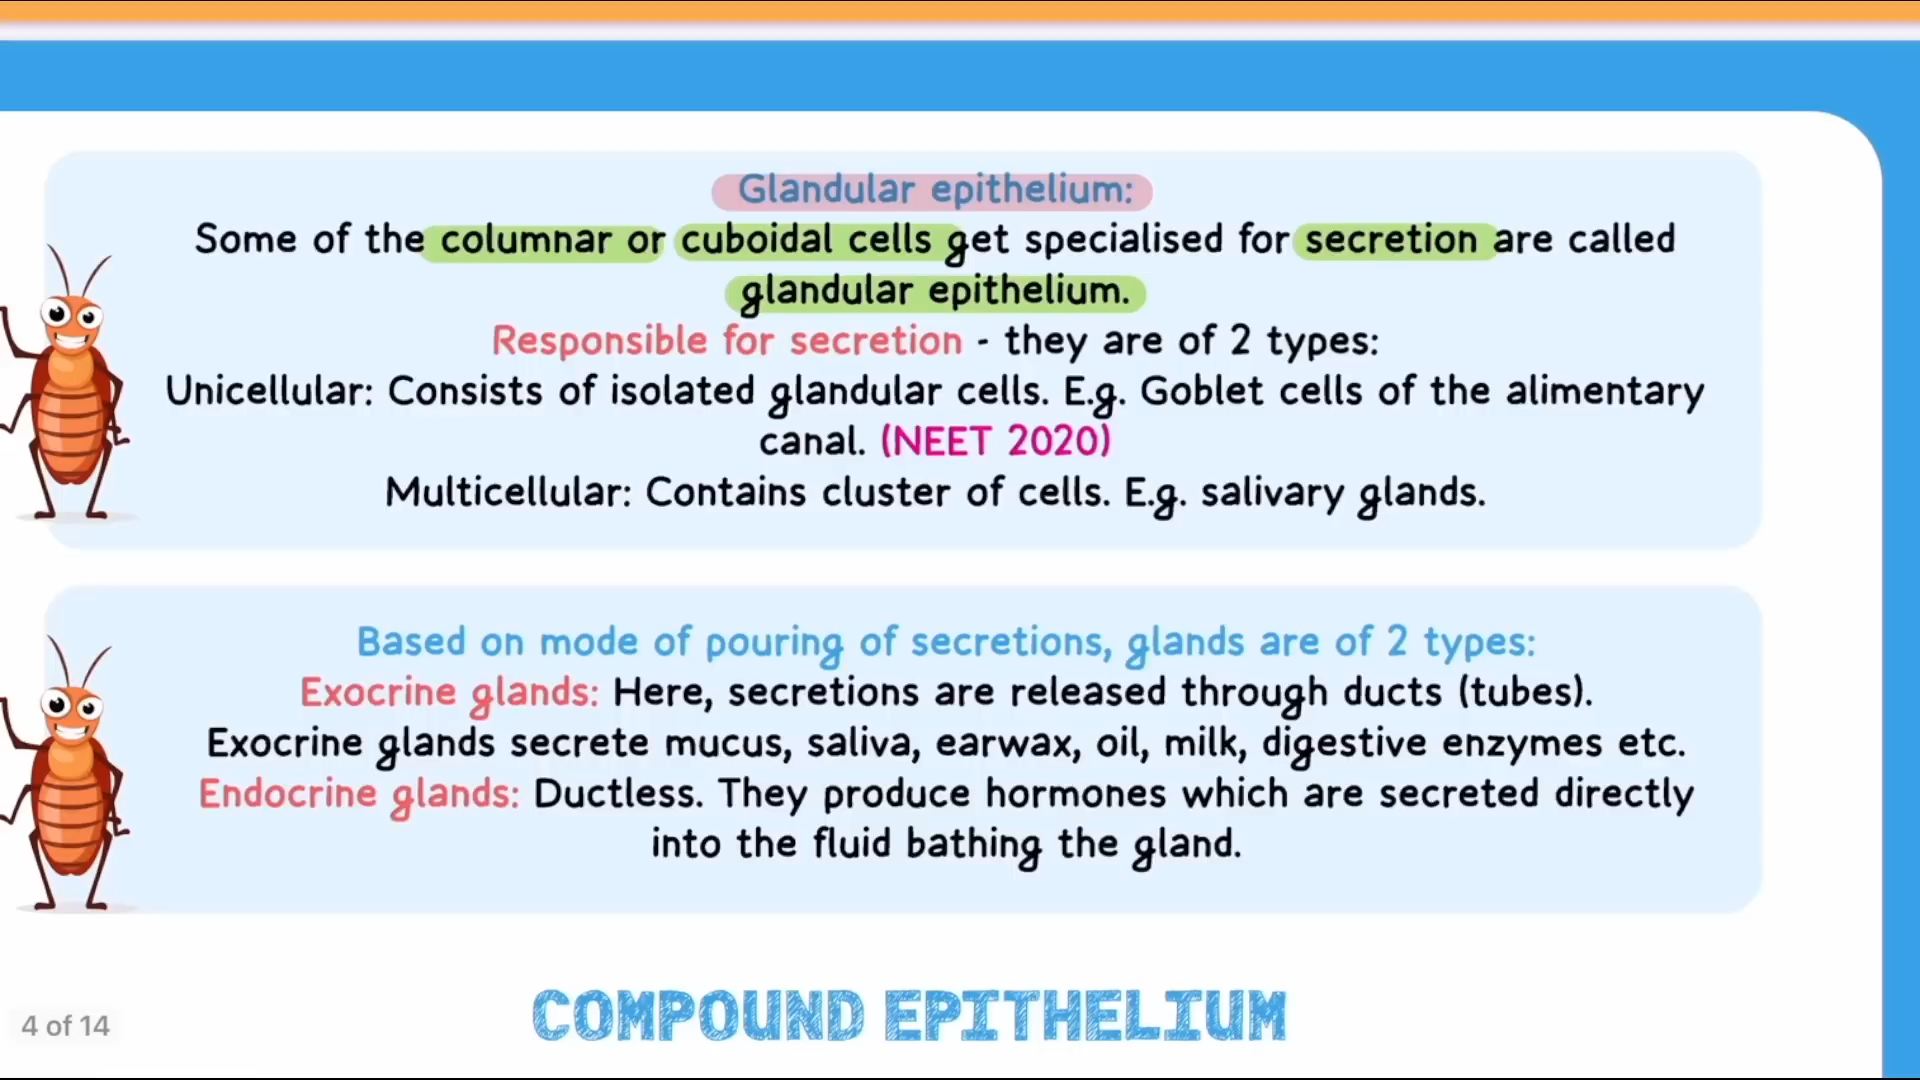 Glandular epithelium:
Some of the columnar or cuboidal cells get specialised for secretion are called
glandular epithelium.
Responsible for secretion - they are of 2 types:
Unicellular: Consists of isolated glandular cells. E.g. Goblet cells of the alimentary
canal. (NEET 2020)
Multicellular: Contains cluster of cells. E.g. salivary glands.
Based on mode of pouring of secretions, glands are of 2 types:
Exocrine glands: Here, secretions are released through ducts (tubes).
Exocrine glands secrete mucus, saliva, earwax, oil, milk, digestive enzymes etc.
Endocrine glands: Ductless. They produce hormones which are secreted directly
into the fluid bathing the gland.
COMPOUND EPITHELIUM
4 of 14